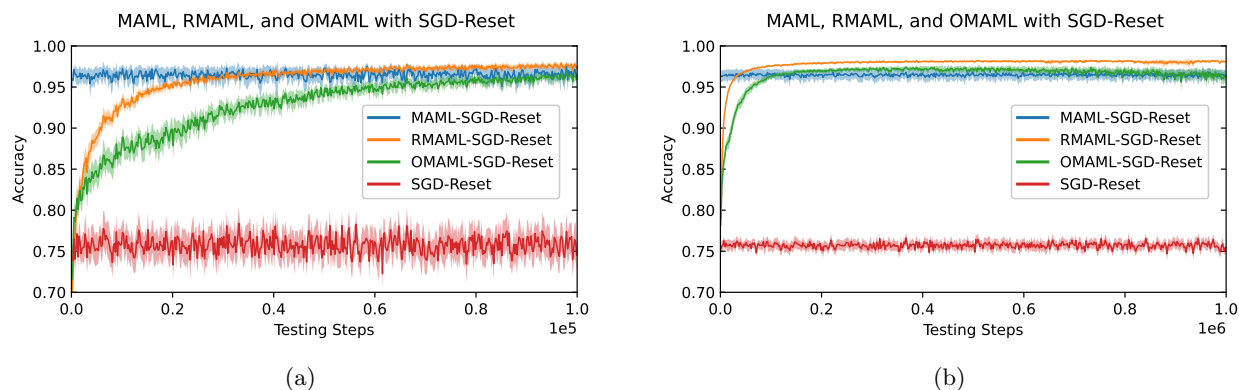 MAML, RMAML, and OMAML with SGD-Reset
1.00
0.95
0.90
0.85
0.80
0.75
0.70
Accuracy
MAML-SGD-Reset
RMAML-SGD-Reset
OMAML-SGD-Reset
SGD-Reset
0.0 0.2 0.4 0.6 0.8 1.0
Testing Steps
1e5
(a)
MAML, RMAML, and OMAML with SGD-Reset
1.00
0.95
0.90
0.85
0.80
0.75
0.70
Accuracy
MAML-SGD-Reset
RMAML-SGD-Reset
OMAML-SGD-Reset
SGD-Reset
0.0 0.2 0.4 0.6 0.8 1.0
Testing Steps
1e6
(b)